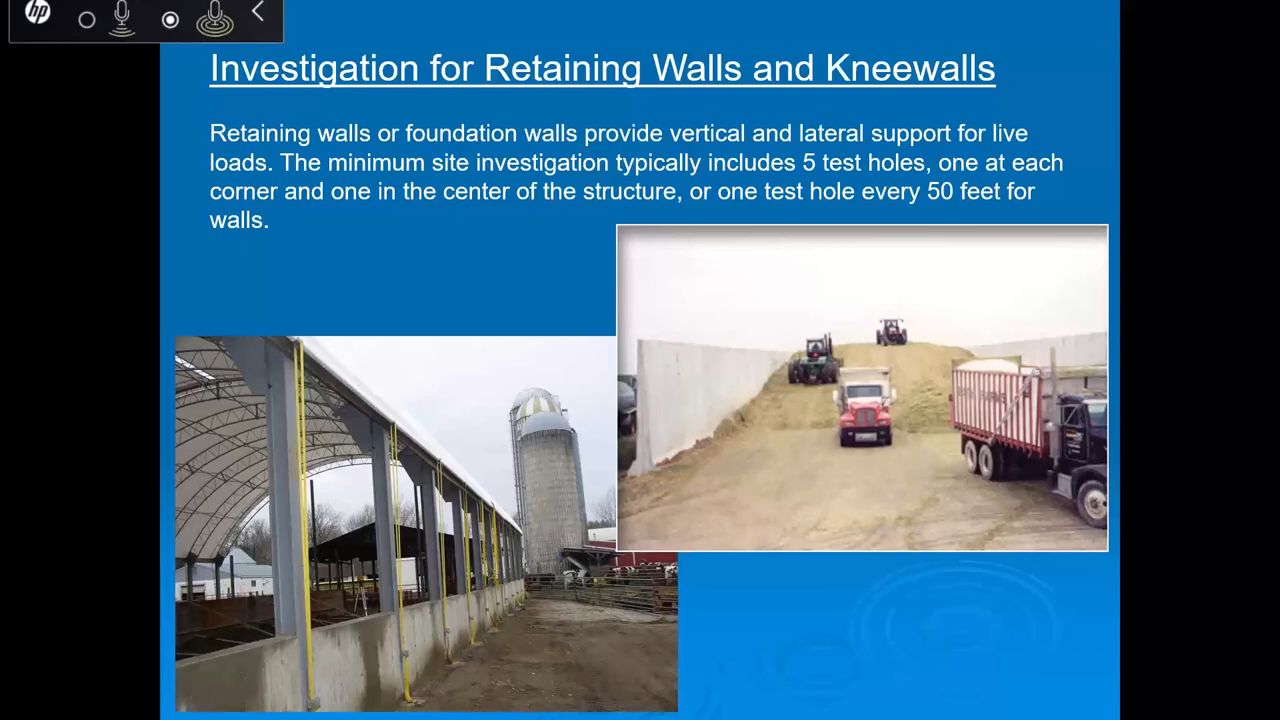 hp
Investigation for Retaining Walls and Kneewalls
Retaining walls or foundation walls provide vertical and lateral support for live
loads. The minimum site investigation typically includes 5 test holes, one at each
corner and one in the center of the structure, or one test hole every 50 feet for
walls.